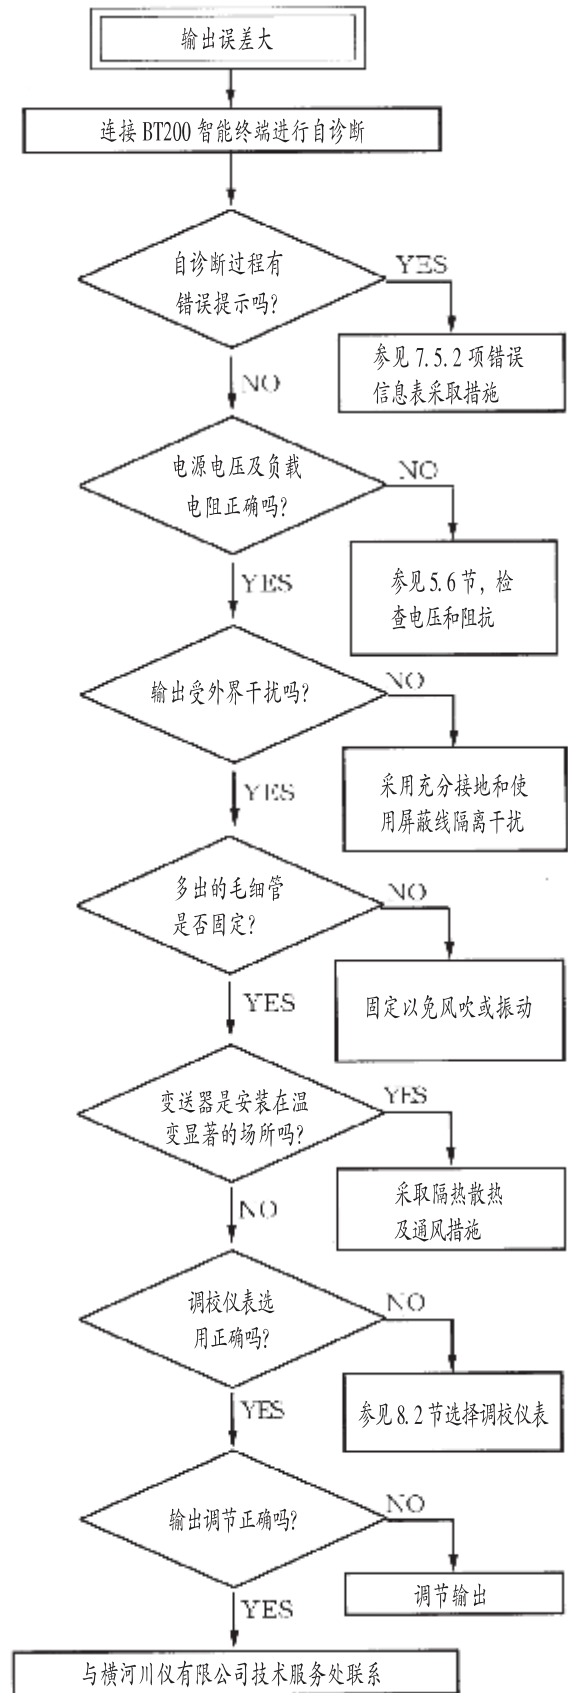 输出误差大
连接 BT200 智能终端进行自诊断
自诊断过程有
错误提示吗?
YES
参见 7.5.2 项错误
信息表采取措施
NO
电源电压及负载
电阻正确吗?
NO
参见 5.6 节, 检
查电压和阻抗
YES
输出受外界干扰吗?
NO
采用充分接地和使
用屏蔽线隔离干扰
YES
多出的毛细管
是否固定?
NO
固定以免风吹或振动
YES
变送器是安装在温
变显著的场所吗?
YES
采取隔热散热
及通风措施
NO
调校仪表选
用正确吗?
NO
参见 8.2 节选择调校仪表
YES
输出调节正确吗?
NO
调节输出
YES
与横河川仪有限公司技术服务处联系